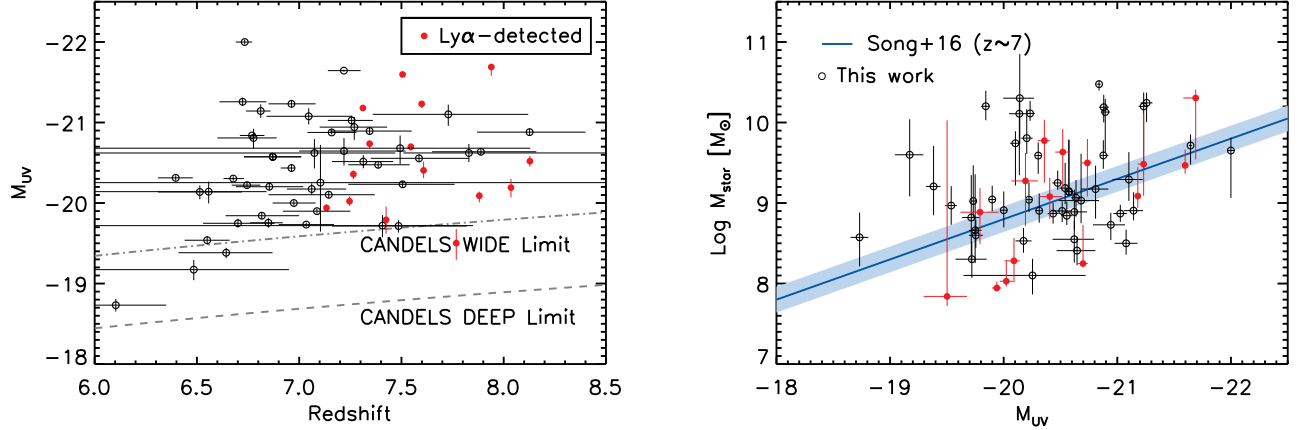 -22
-21
-20
-19
-18
M_UV
Lyα-detected
CANDELS WIDE Limit
CANDELS DEEP Limit
6.0 6.5 7.0 7.5 8.0 8.5
Redshift
11
10
9
8
7
Log M_star [M_⊙]
Song+16 (z~7)
This work
-18 -19 -20 -21 -22
M_UV